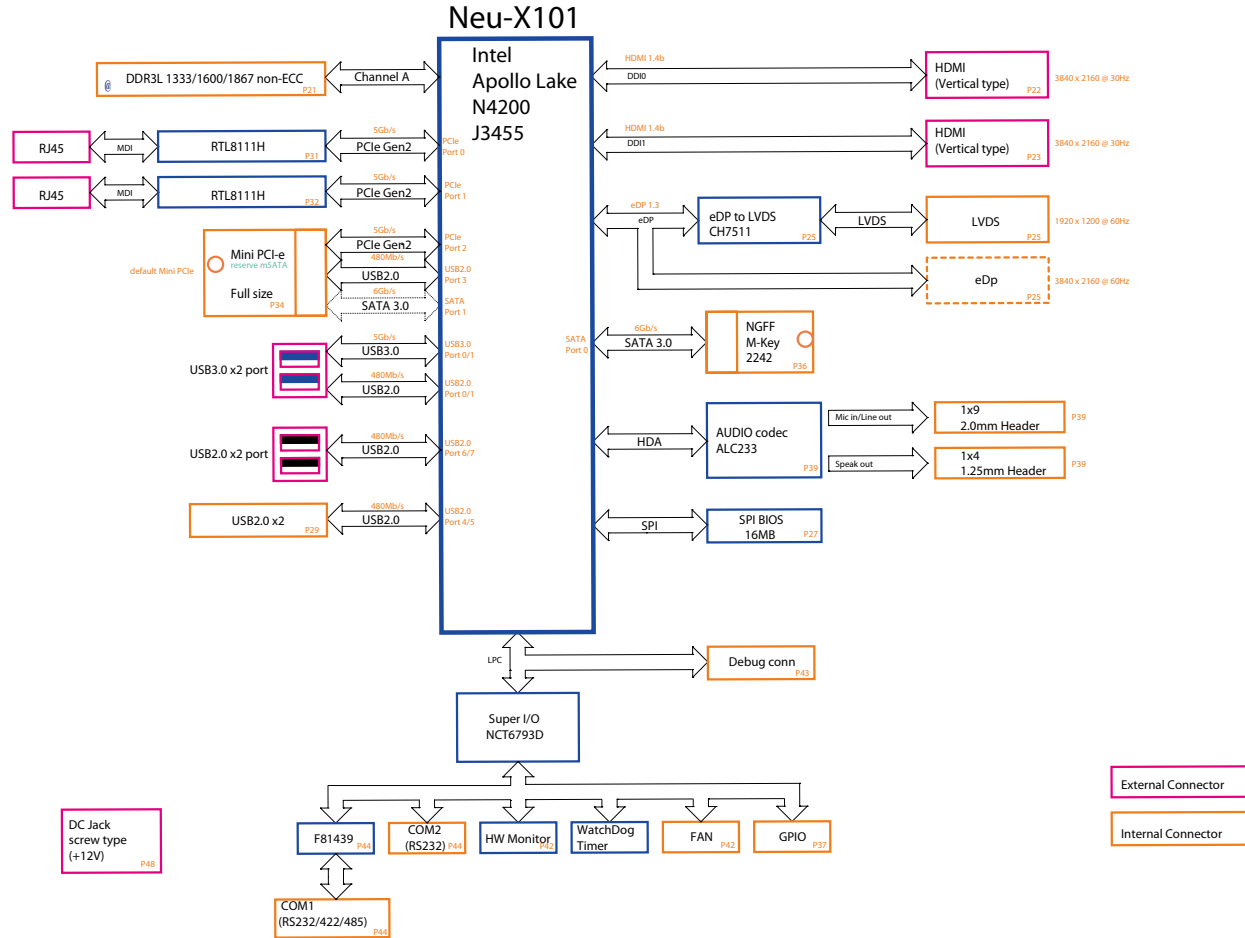 Neu-X101
Intel
Apollo Lake
N4200
J3455
DDR3L 1333/1600/1867 non-ECC
P21
Channel A
RJ45
MDI
RTL8111H
P31
5Gb/s
PCIe Gen2
PCIe
Port 0
RJ45
MDI
RTL8111H
P32
5Gb/s
PCIe Gen2
PCIe
Port 1
default Mini PCIe
Mini PCI-e
reserve mSATA
Full size
P34
5Gb/s
PCIe Gen2
PCIe
Port 2
480Mb/s
USB2.0
USB2.0
Port 3
6Gb/s
SATA 3.0
SATA
Port 1
USB3.0 x2 port
5Gb/s
USB3.0
USB3.0
Port 0/1
480Mb/s
USB2.0
USB2.0
Port 0/1
USB2.0 x2 port
480Mb/s
USB2.0
USB2.0
Port 6/7
USB2.0 x2
P29
480Mb/s
USB2.0
USB2.0
Port 4/5
HDMI 1.4b
DDI0
HDMI
(Vertical type)
P22
3840 x 2160 @ 30Hz
HDMI 1.4b
DDI1
HDMI
(Vertical type)
P23
3840 x 2160 @ 30Hz
eDP 1.3
eDP
eDP to LVDS
CH7511
P25
LVDS
LVDS
P25
1920 x 1200 @ 60Hz
eDp
P25
3840 x 2160 @ 60Hz
SATA
Port 0
6Gb/s
SATA 3.0
NGFF
M-Key
2242
P36
HDA
AUDIO codec
ALC233
P39
Mic in/Line out
1x9
2.0mm Header
P39
Speak out
1x4
1.25mm Header
P39
SPI
SPI BIOS
16MB
P27
LPC
Debug conn
P43
Super I/O
NCT6793D
F81439
P44
COM2
(RS232)
P44
HW Monitor
P42
WatchDog
Timer
FAN
P42
GPIO
P37
COM1
(RS232/422/485)
P44
DC Jack
screw type
(+12V)
P48
External Connector
Internal Connector